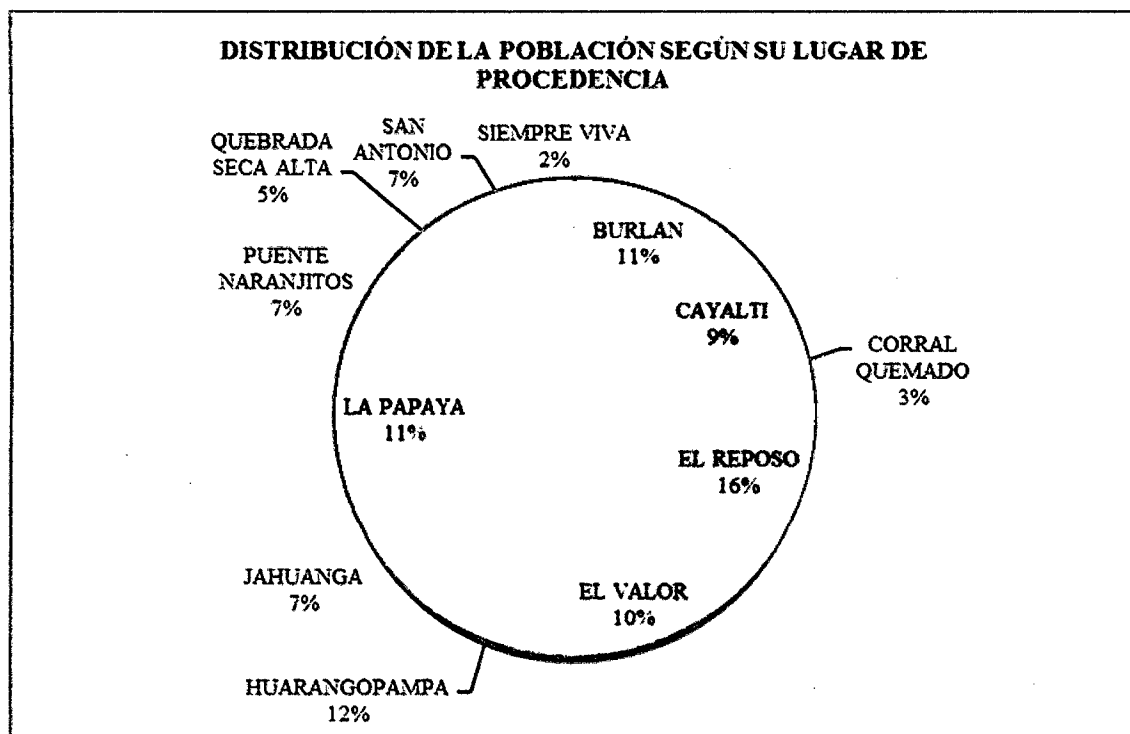 DISTRIBUCIÓN DE LA POBLACIÓN SEGÚN SU LUGAR DE
PROCEDENCIA
SIEMPRE VIVA
2%
BURLAN
11%
CAYALTI
9%
CORRAL
QUEMADO
3%
EL REPOSO
16%
EL VALOR
10%
HUARANGOPAMPA
12%
JAHUANGA
7%
LA PAPAYA
11%
PUENTE
NARANJITOS
7%
QUEBRADA
SECA ALTA
5%
SAN
ANTONIO
7%